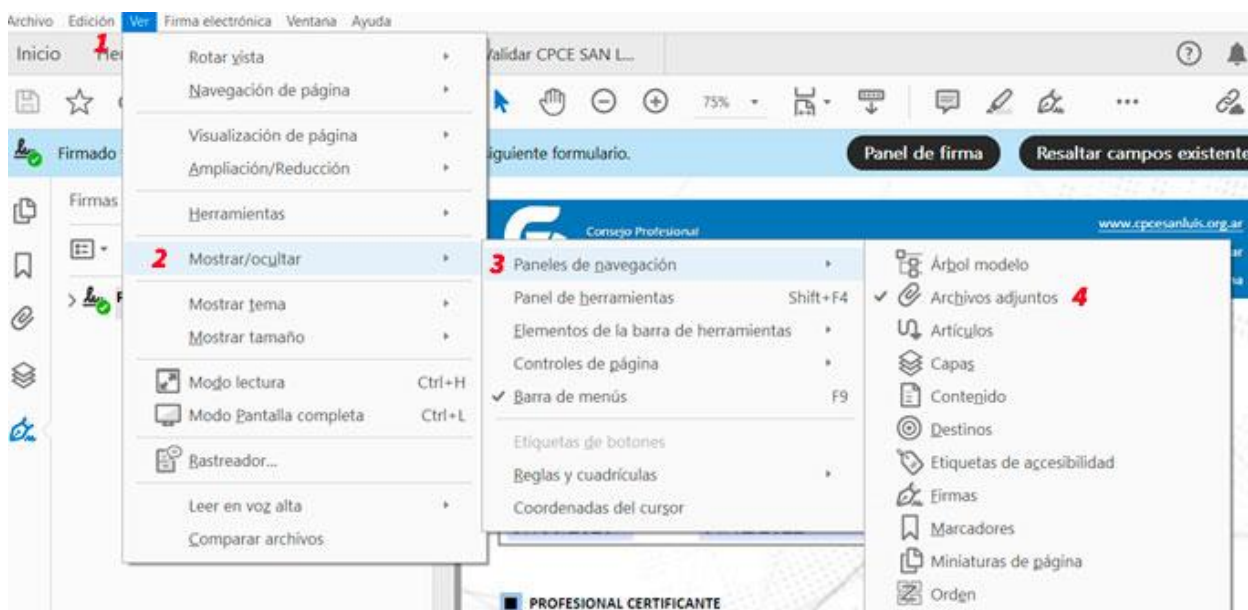 Archivo Edición Ver Firma electrónica Ventana Ayuda
1
Inicio
Validar CPCE SAN L...
75%
Firmado
siguiente formulario.
Panel de firma
Resaltar campos existente
Firmas
Rotar vista
Navegación de página
Visualización de página
Ampliación/Reducción
Herramientas
2 Mostrar/ocultar
Mostrar tema
Mostrar tamaño
Modo lectura Ctrl+H
Modo Pantalla completa Ctrl+L
Rastreador...
Leer en voz alta
Comparar archivos
Consejo Profesional
www.cpcesanluis.org.ar
3 Paneles de navegación
Panel de herramientas Shift+F4
Elementos de la barra de herramientas
Controles de página
Barra de menús F9
Etiquetas de botones
Reglas y cuadrículas
Coordenadas del cursor
Árbol modelo
Archivos adjuntos 4
Artículos
Capas
Contenido
Destinos
Etiquetas de accesibilidad
Firmas
Marcadores
Miniaturas de página
Orden
PROFESIONAL CERTIFICANTE